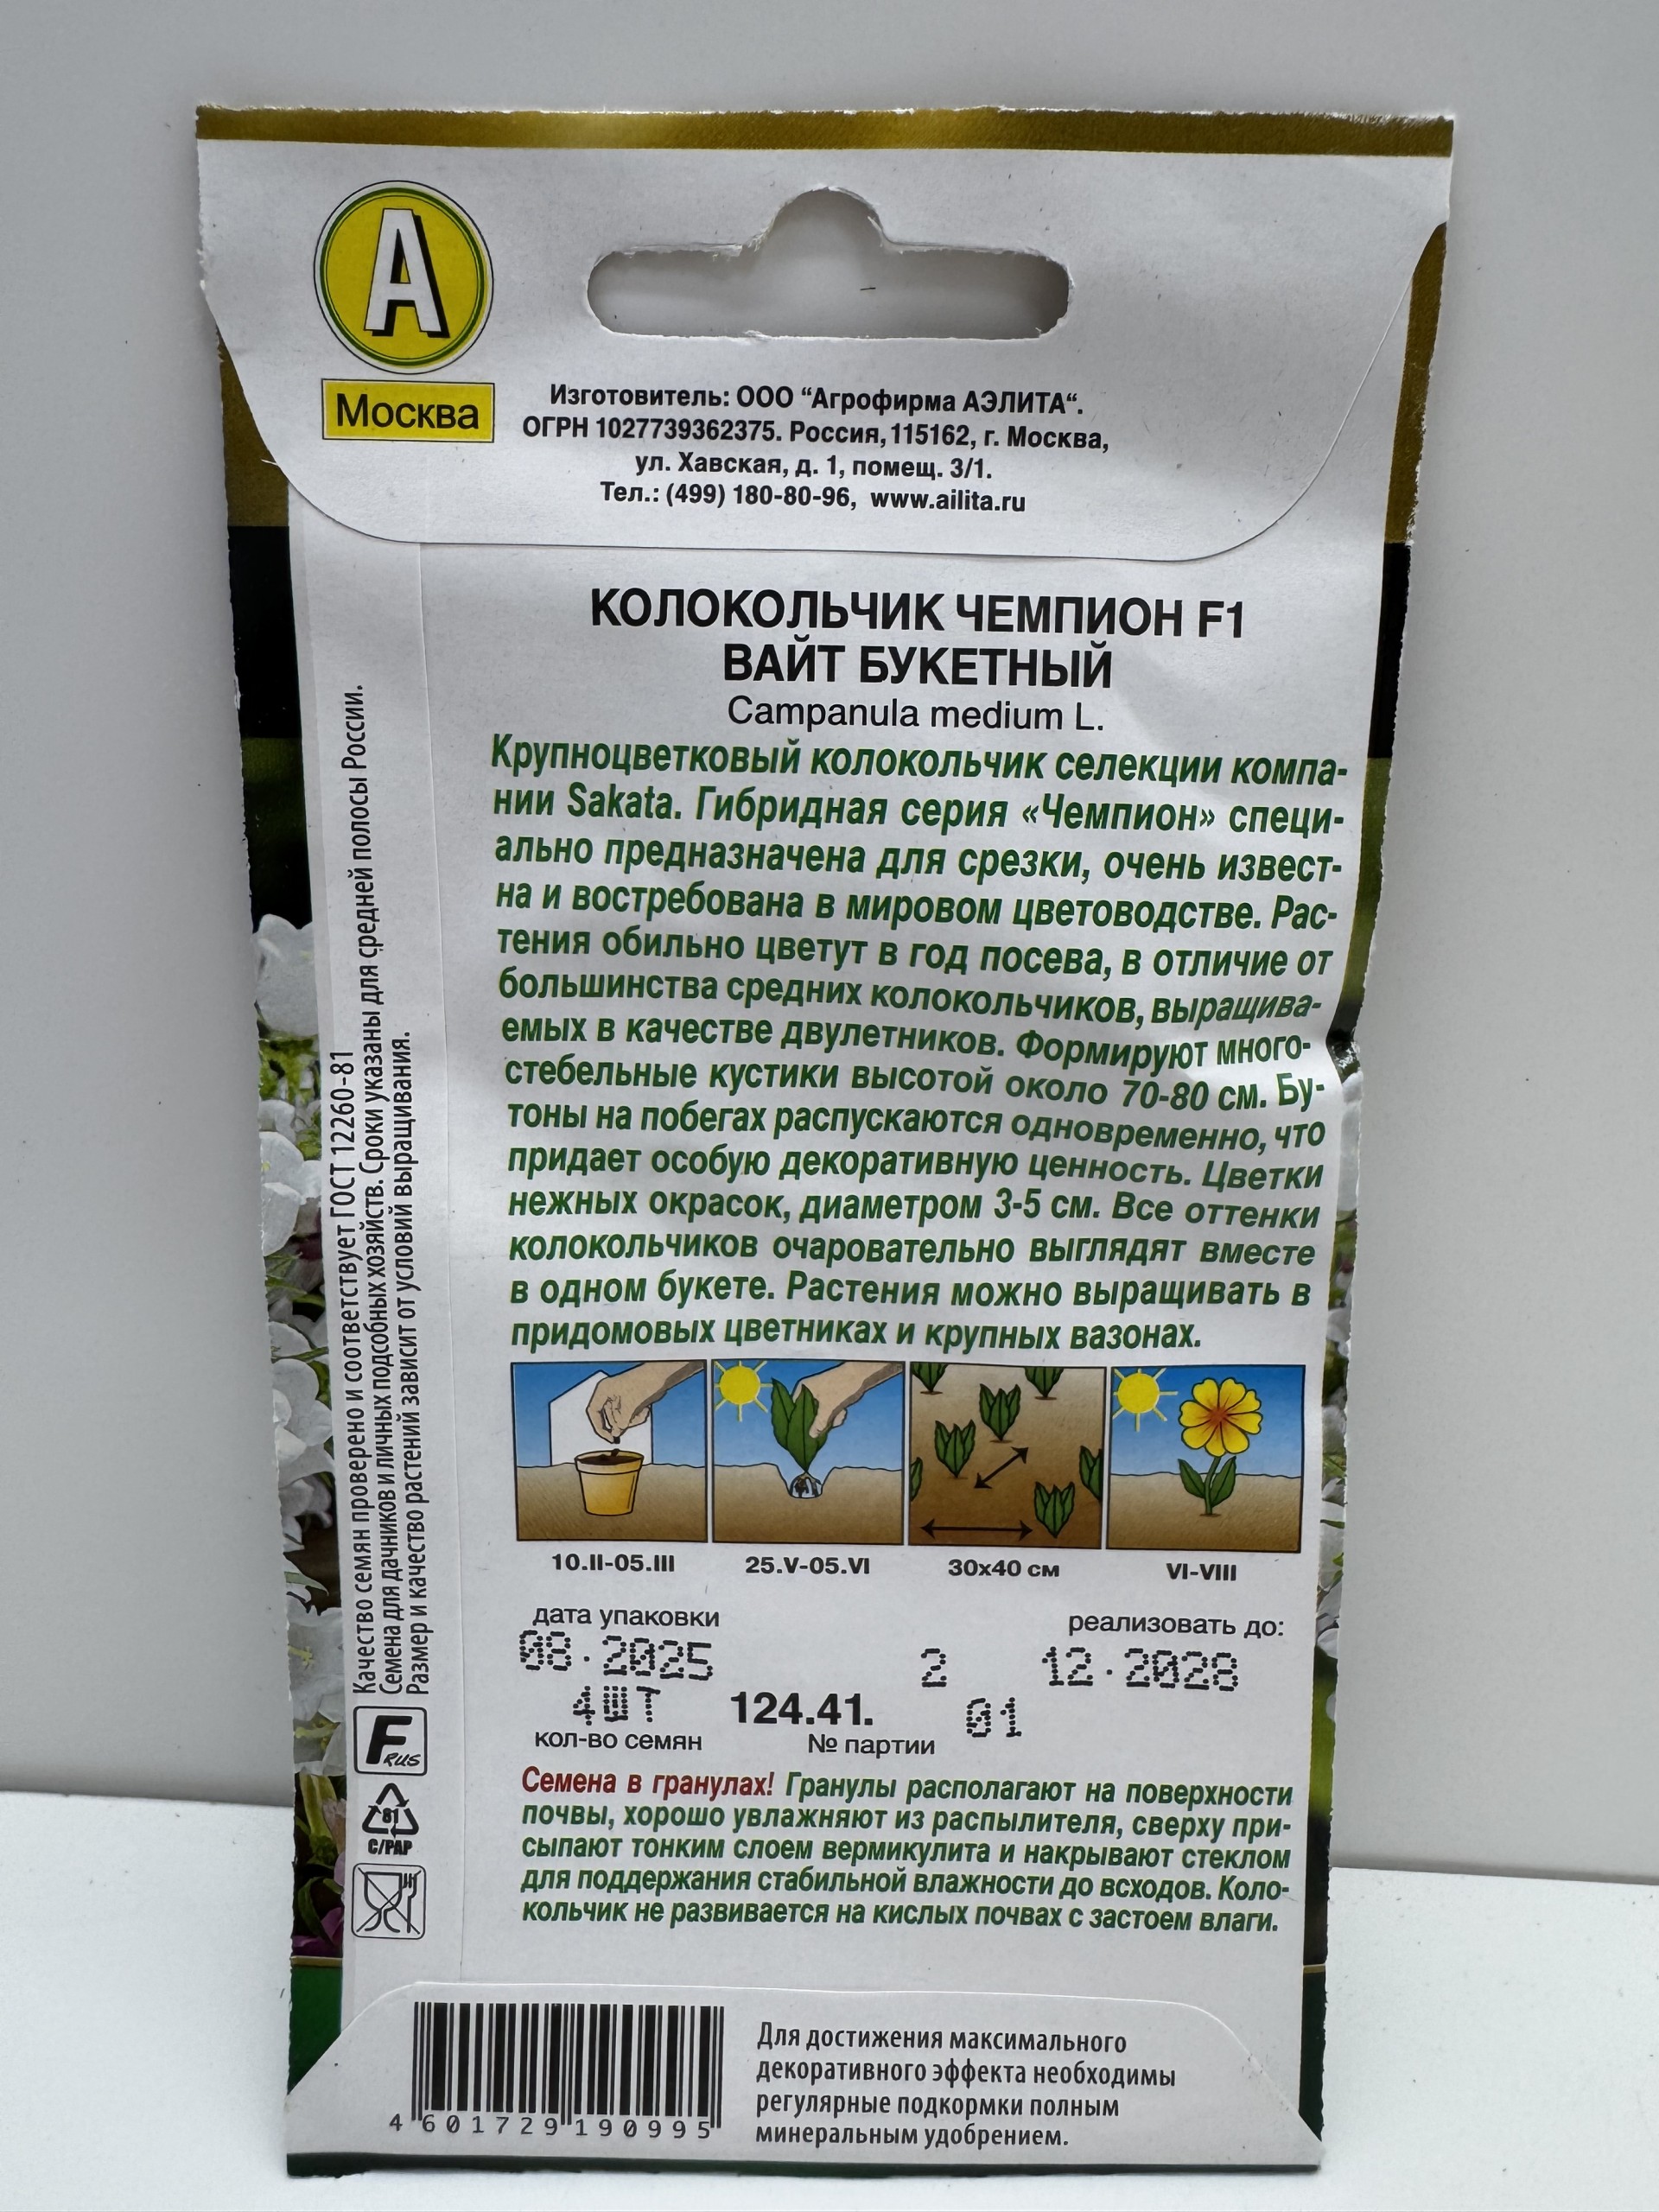 А
Москва
Изготовитель: ООО “Агрофирма АЭЛИТА“.
ОГРН 1027739362375. Россия, 115162, г. Москва,
ул. Хавская, д. 1, помещ. 3/1.
Тел.: (499) 180-80-96, www.ailita.ru
КОЛОКОЛЬЧИК ЧЕМПИОН F1
ВАЙТ БУКЕТНЫЙ
Campanula medium L.
Крупноцветковый колокольчик селекции компа-
нии Sakata. Гибридная серия «Чемпион» специ-
ально предназначена для срезки, очень извест-
на и востребована в мировом цветоводстве. Рас-
тения обильно цветут в год посева, в отличие от
большинства средних колокольчиков, выращива-
емых в качестве двулетников. Формируют много-
стебельные кустики высотой около 70-80 см. Бу-
тоны на побегах распускаются одновременно, что
придает особую декоративную ценность. Цветки
нежных окрасок, диаметром 3-5 см. Все оттенки
колокольчиков очаровательно выглядят вместе
в одном букете. Растения можно выращивать в
придомовых цветниках и крупных вазонах.
10.II-05.III 25.V-05.VI 30х40 см VI-VIII
дата упаковки реализовать до:
08.2025 2 12.2028
4ШТ 124.41. 01
кол-во семян № партии
Семена в гранулах! Гранулы располагают на поверхности
почвы, хорошо увлажняют из распылителя, сверху при-
сыпают тонким слоем вермикулита и накрывают стеклом
для поддержания стабильной влажности до всходов. Коло-
кольчик не развивается на кислых почвах с застоем влаги.
Качество семян проверено и соответствует ГОСТ 12260-81
Семена для дачников и личных подсобных хозяйств. Сроки указаны для средней полосы России.
Размер и качество растений зависит от условий выращивания.
F RUS
81
C/PAP
4 601729 190995
Для достижения максимального
декоративного эффекта необходимы
регулярные подкормки полным
минеральным удобрением.